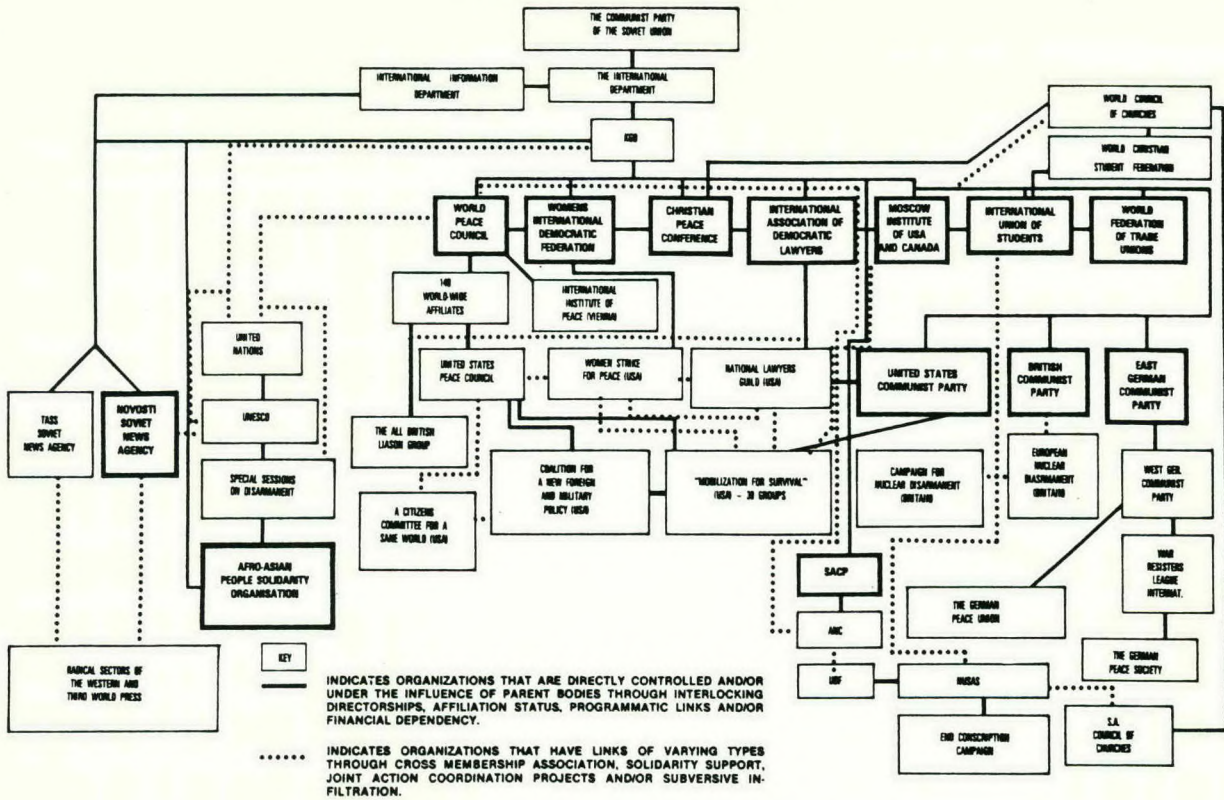 THE COMMUNIST PARTY
OF THE SOVIET UNION
INTERNATIONAL INFORMATION
DEPARTMENT
THE INTERNATIONAL
DEPARTMENT
KGB
WORLD COUNCIL
OF CHURCHES
WORLD CHRISTIAN
STUDENT FEDERATION
WORLD
PEACE
COUNCIL
WOMENS
INTERNATIONAL
DEMOCRATIC
FEDERATION
CHRISTIAN
PEACE
CONFERENCE
INTERNATIONAL
ASSOCIATION OF
DEMOCRATIC
LAWYERS
MOSCOW
INSTITUTE
OF USA
AND CANADA
INTERNATIONAL
UNION OF
STUDENTS
WORLD
FEDERATION
OF TRADE
UNIONS
140
WORLD-WIDE
AFFILIATES
INTERNATIONAL
INSTITUTE OF
PEACE (VIENNA)
UNITED
NATIONS
UNITED STATES
PEACE COUNCIL
WOMEN STRIKE
FOR PEACE (USA)
NATIONAL LAWYERS
GUILD (USA)
UNITED STATES
COMMUNIST PARTY
BRITISH
COMMUNIST
PARTY
EAST
GERMAN
COMMUNIST
PARTY
TASS
SOVIET
NEWS AGENCY
NOVOSTI
SOVIET
NEWS
AGENCY
UNESCO
THE ALL BRITISH
LIASON GROUP
SPECIAL SESSIONS
ON DISARMAMENT
COALITION FOR
A NEW FOREIGN
AND MILITARY
POLICY (USA)
"MOBILIZATION FOR SURVIVAL"
(USA) - 30 GROUPS
CAMPAIGN FOR
NUCLEAR DISARMAMENT
(BRITAIN)
EUROPEAN
NUCLEAR
(BRITAIN)
WEST GER.
COMMUNIST
PARTY
A CITIZENS
COMMITTEE FOR A
SANE WORLD (USA)
AFRO-ASIAN
PEOPLE SOLIDARITY
ORGANISATION
SACP
WAR
RESISTERS
LEAGUE
INTERNAT.
THE GERMAN
PEACE UNION
ANC
THE GERMAN
PEACE SOCIETY
RADICAL SECTORS OF
THE WESTERN AND
THIRD WORLD PRESS
UDF
NUSAS
END CONSCRIPTION
CAMPAIGN
S.A.
COUNCIL OF
CHURCHES
KEY
INDICATES ORGANIZATIONS THAT ARE DIRECTLY CONTROLLED AND/OR
UNDER THE INFLUENCE OF PARENT BODIES THROUGH INTERLOCKING
DIRECTORSHIPS, AFFILIATION STATUS, PROGRAMMATIC LINKS AND/OR
FINANCIAL DEPENDENCY.
INDICATES ORGANIZATIONS THAT HAVE LINKS OF VARYING TYPES
THROUGH CROSS MEMBERSHIP ASSOCIATION, SOLIDARITY SUPPORT,
JOINT ACTION COORDINATION PROJECTS AND/OR SUBVERSIVE IN-
FILTRATION.